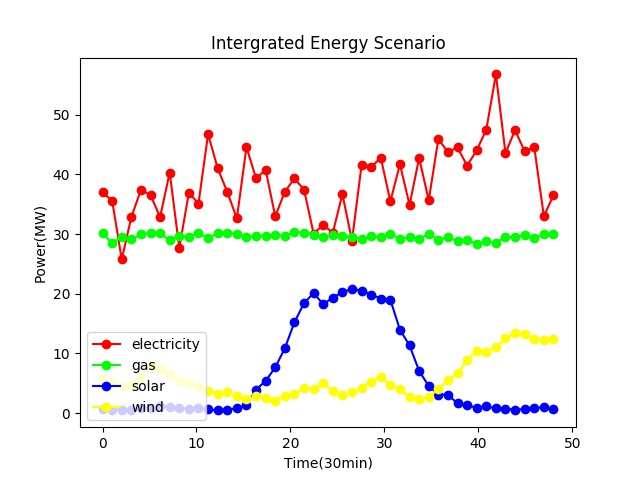 Intergrated Energy Scenario
Power(MW)
50
40
30
20
10
0
electricity
gas
solar
wind
0 10 20 30 40 50
Time(30min)